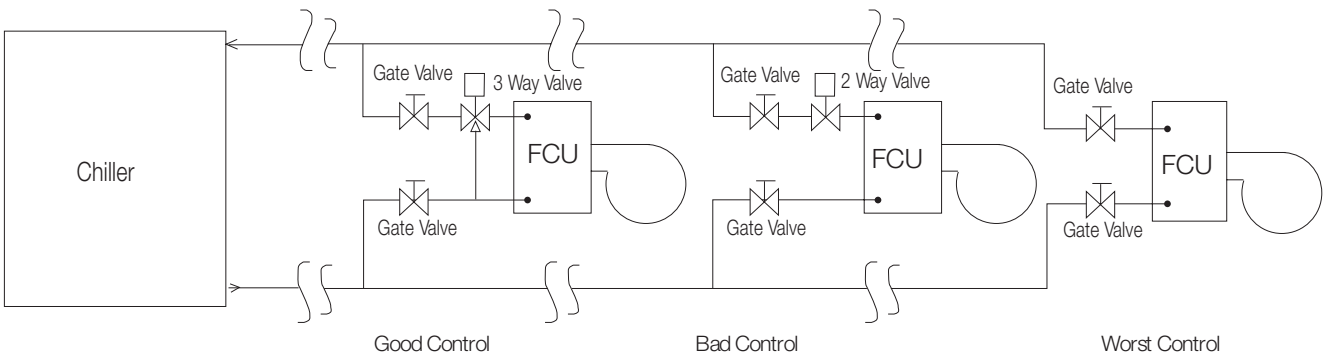 Chiller
Gate Valve
3 Way Valve
FCU
Gate Valve
Gate Valve
2 Way Valve
FCU
Gate Valve
Gate Valve
FCU
Gate Valve
Good Control
Bad Control
Worst Control